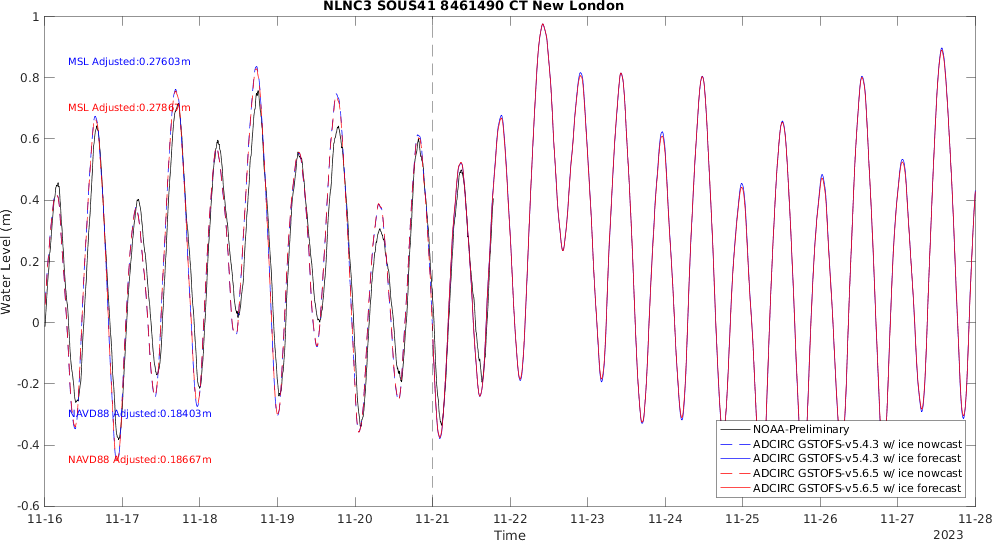 NLNC3 SOUS41 8461490 CT New London
Water Level (m)
1
0.8
0.6
0.4
0.2
0
-0.2
-0.4
-0.6
MSL Adjusted:0.27603m
MSL Adjusted:0.27867m
NAVD88 Adjusted:0.18403m
NAVD88 Adjusted:0.18667m
NOAA-Preliminary
ADCIRC GSTOFS-v5.4.3 w/ ice nowcast
ADCIRC GSTOFS-v5.4.3 w/ ice forecast
ADCIRC GSTOFS-v5.6.5 w/ ice nowcast
ADCIRC GSTOFS-v5.6.5 w/ ice forecast
11-16 11-17 11-18 11-19 11-20 11-21 11-22 11-23 11-24 11-25 11-26 11-27 11-28
Time
2023